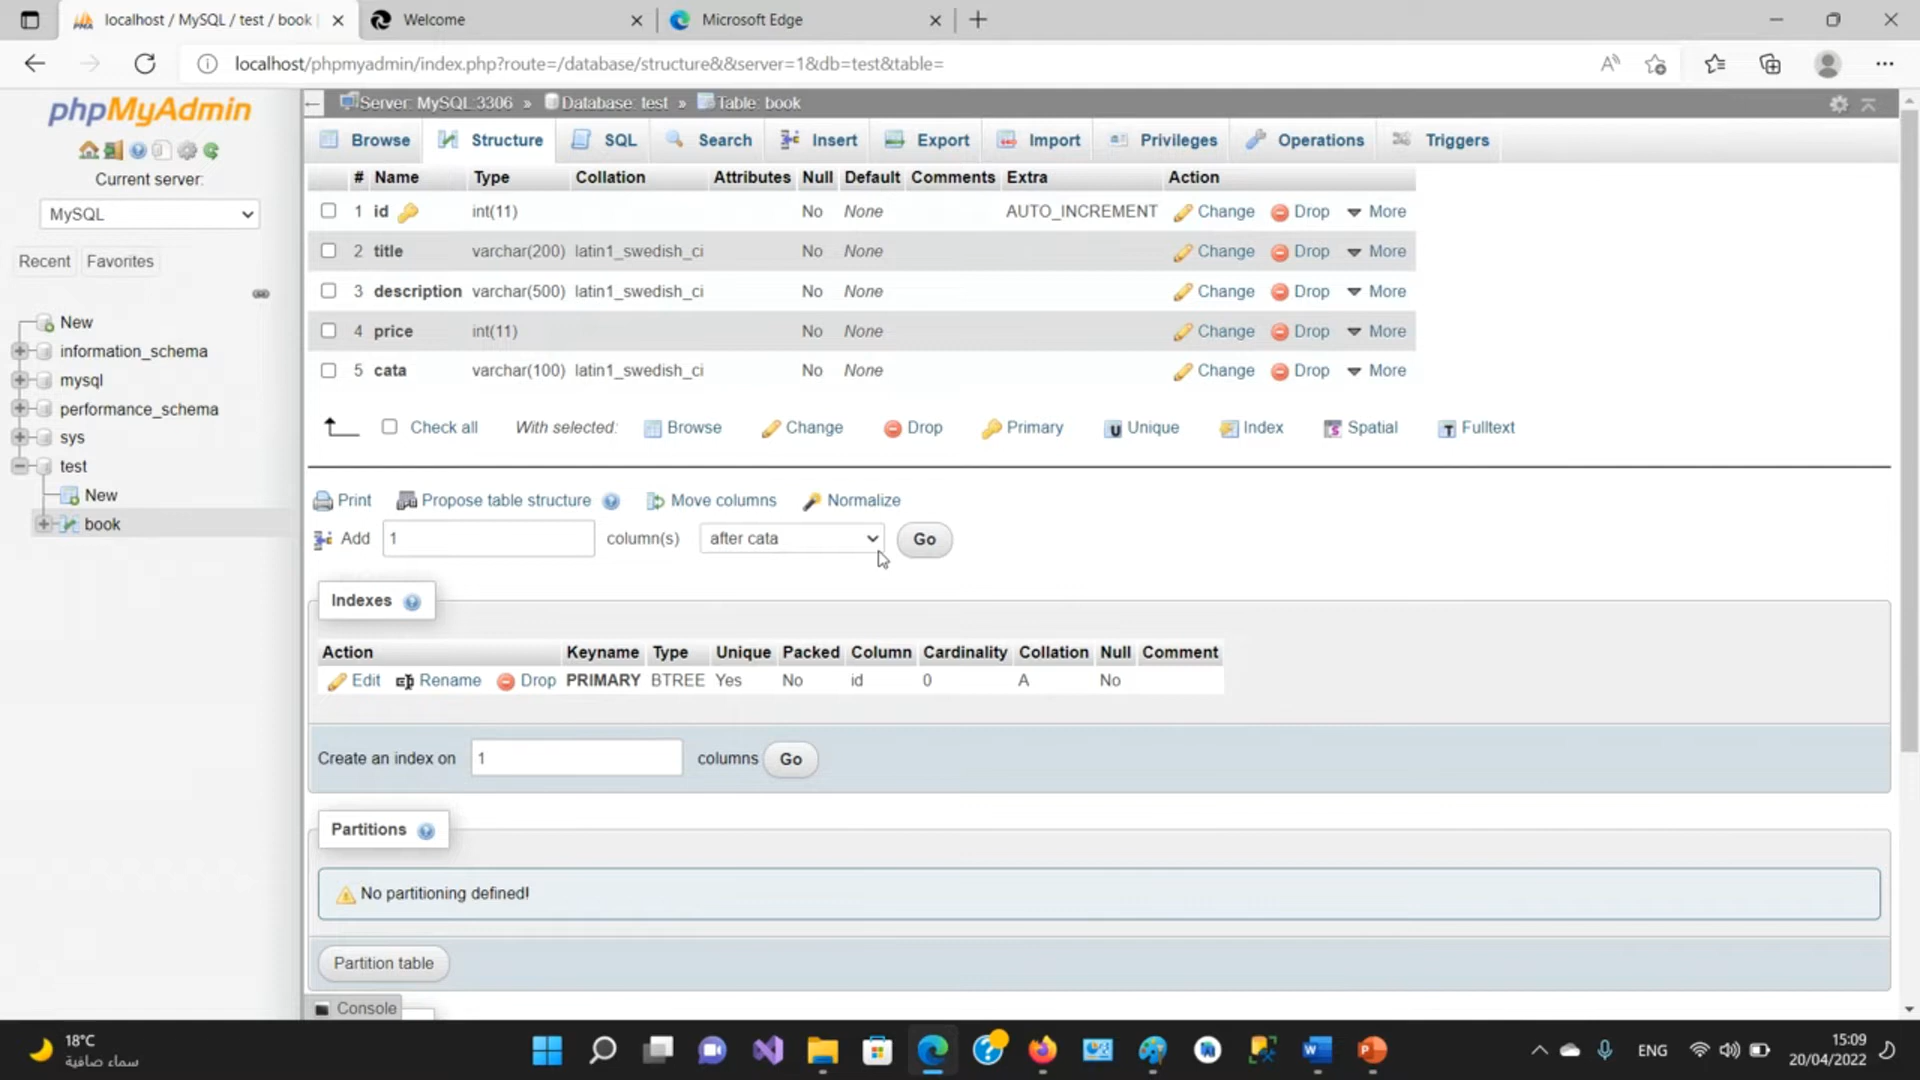 localhost / MySQL / test / book
Welcome
Microsoft Edge
localhost/phpmyadmin/index.php?route=/database/structure&&server=1&db=test&table=
phpMyAdmin
Current server:
MySQL
Recent Favorites
New
information_schema
mysql
performance_schema
sys
test
New
book
Server: MySQL:3306 » Database: test » Table: book
Browse Structure SQL Search Insert Export Import Privileges Operations Triggers
# Name Type Collation Attributes Null Default Comments Extra Action
1 id int(11) No None AUTO_INCREMENT Change Drop More
2 title varchar(200) latin1_swedish_ci No None Change Drop More
3 description varchar(500) latin1_swedish_ci No None Change Drop More
4 price int(11) No None Change Drop More
5 cata varchar(100) latin1_swedish_ci No None Change Drop More
Check all With selected: Browse Change Drop Primary Unique Index Spatial Fulltext
Print Propose table structure Move columns Normalize
Add 1 column(s) after cata Go
Indexes
Action Keyname Type Unique Packed Column Cardinality Collation Null Comment
Edit Rename Drop PRIMARY BTREE Yes No id 0 A No
Create an index on 1 columns Go
Partitions
No partitioning defined!
Partition table
Console
18°C
سماء صافية
ENG
15:09
20/04/2022